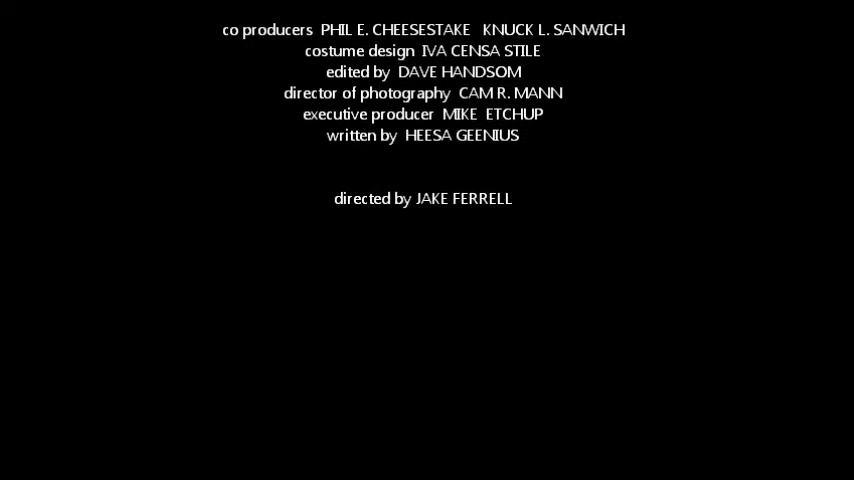 co producers PHIL E. CHEESESTAKE KNUCK L. SANWICH
costume design IVA CENSA STILE
edited by DAVE HANDSOM
director of photography CAM R. MANN
executive producer MIKE ETCHUP
written by HEESA GEENIUS
directed by JAKE FERRELL